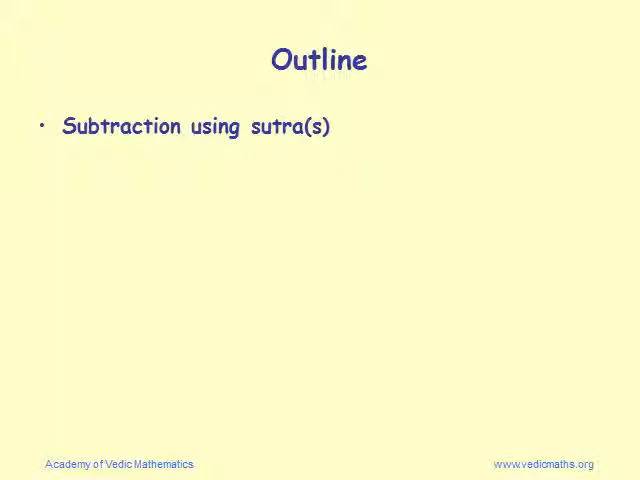 Outline
• Subtraction using sutra(s)
Academy of Vedic Mathematics
www.vedicmaths.org